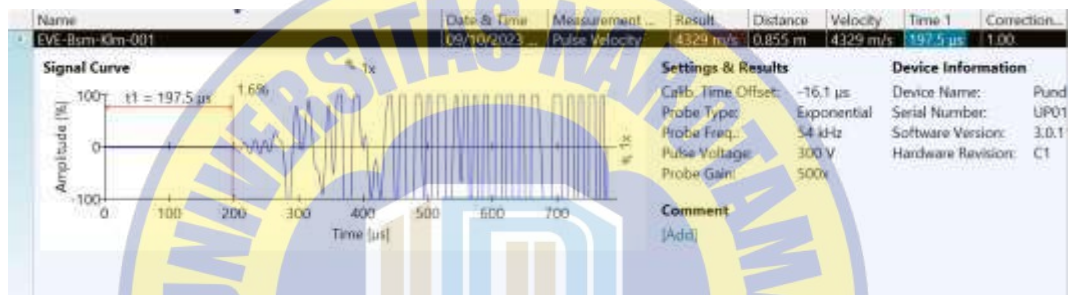 Name Date & Time Measurement ... Result Distance Velocity Time 1 Correction...
EVE-Bsm-Klm-001 09/10/2023 ... Pulse Velocity 4329 m/s 0.855 m 4329 m/s 197.5 µs 1.00
Signal Curve
1x
t1 = 197.5 µs
1.6%
Amplitude [%]
100
0
-100
1x
0 100 200 300 400 500 600 700
Time [µs]
Settings & Results
Calib. Time Offset: -16.1 µs
Probe Type: Exponential
Probe Freq.: 54 kHz
Pulse Voltage: 300 V
Probe Gain: 500x
Comment
[Add]
Device Information
Device Name: Pund
Serial Number: UP01
Software Version: 3.0.1
Hardware Revision: C1
UNIVERSITAS NA
TAMA